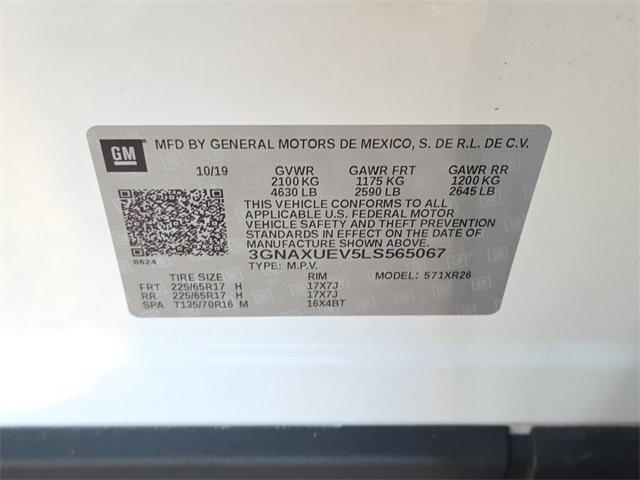 GM
MFD BY GENERAL MOTORS DE MEXICO, S. DE R.L. DE C.V.
10/19 GVWR GAWR FRT GAWR RR
2100 KG 1175 KG 1200 KG
4630 LB 2590 LB 2645 LB
THIS VEHICLE CONFORMS TO ALL
APPLICABLE U.S. FEDERAL MOTOR
VEHICLE SAFETY AND THEFT PREVENTION
STANDARDS IN EFFECT ON THE DATE OF
MANUFACTURE SHOWN ABOVE.
8624 3GNAXUEV5LS565067
TYPE: M.P.V. MODEL: 571XR26
TIRE SIZE RIM
FRT 225/65R17 H 17X7J
RR 225/65R17 H 17X7J
SPA T135/70R16 M 16X4BT